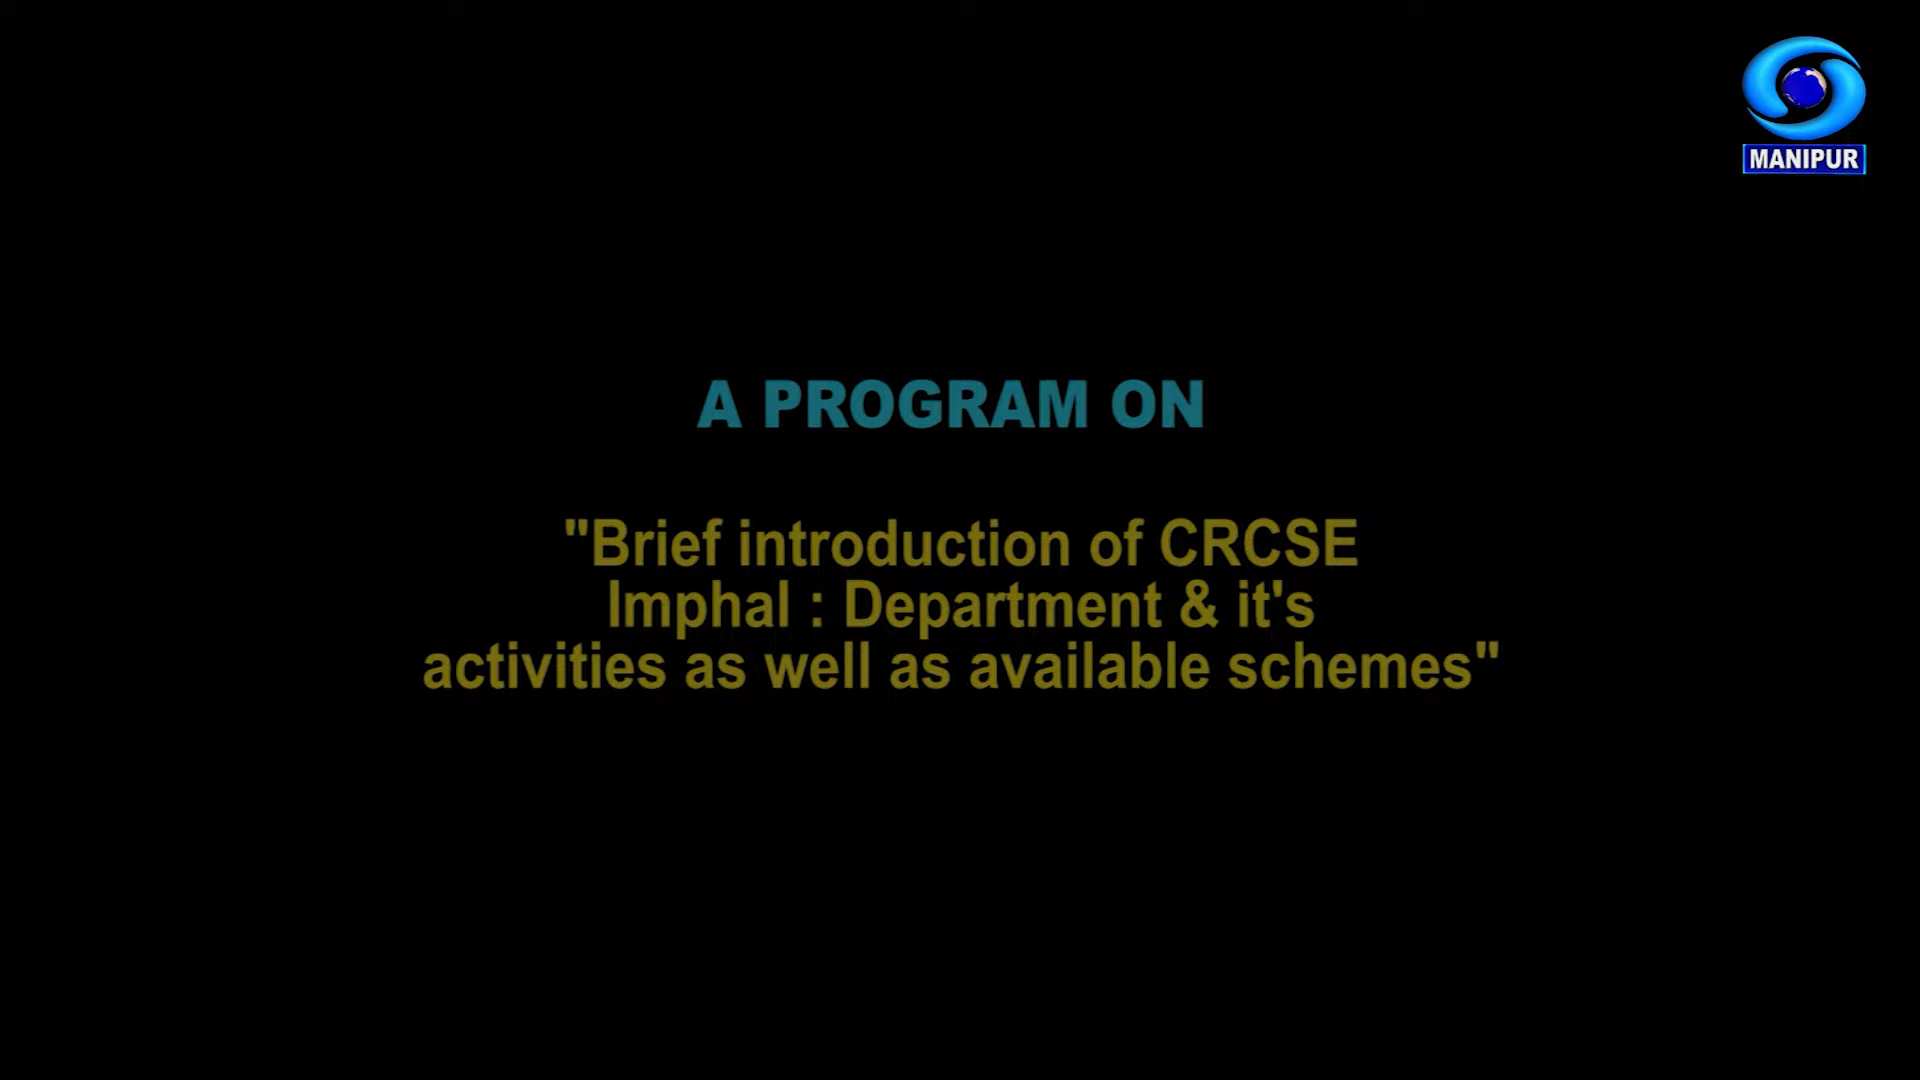 MANIPUR
A PROGRAM ON
"Brief introduction of CRCSE
Imphal : Department & it's
activities as well as available schemes"